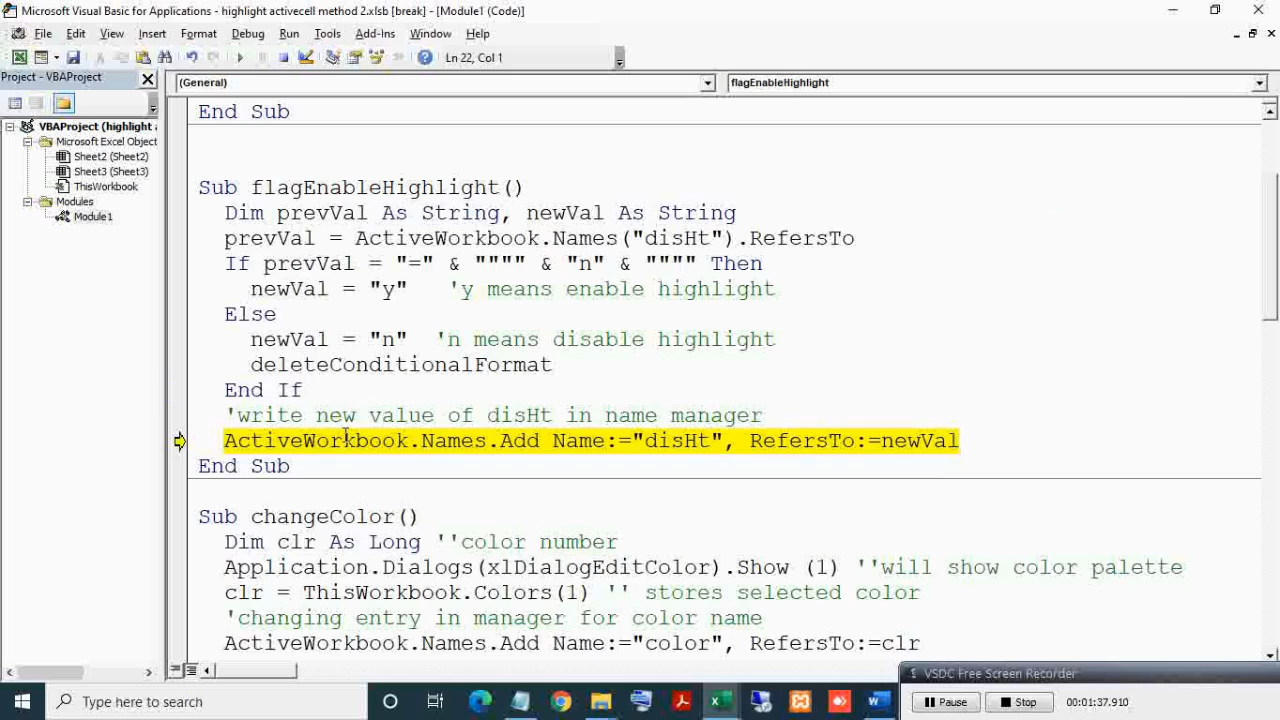 Microsoft Visual Basic for Applications - highlight activecell method 2.xlsb [break] - [Module1 (Code)]
File Edit View Insert Format Debug Run Tools Add-Ins Window Help
Ln 22, Col 1
Project - VBAProject
(General)
flagEnableHighlight
VBAProject (highlight a
Microsoft Excel Object
Sheet2 (Sheet2)
Sheet3 (Sheet3)
ThisWorkbook
Modules
Module1
End Sub
Sub flagEnableHighlight()
Dim prevVal As String, newVal As String
prevVal = ActiveWorkbook.Names("disHt").RefersTo
If prevVal = "=" & """" & "n" & """" Then
newVal = "y" 'y means enable highlight
Else
newVal = "n" 'n means disable highlight
deleteConditionalFormat
End If
'write new value of disHt in name manager
ActiveWorkbook.Names.Add Name:="disHt", RefersTo:=newVal
End Sub
Sub changeColor()
Dim clr As Long ''color number
Application.Dialogs(xlDialogEditColor).Show (1) ''will show color palette
clr = ThisWorkbook.Colors(1) '' stores selected color
'changing entry in manager for color name
ActiveWorkbook.Names.Add Name:="color", RefersTo:=clr
VSDC Free Screen Recorder
Pause Stop 00:01:37.910
Type here to search